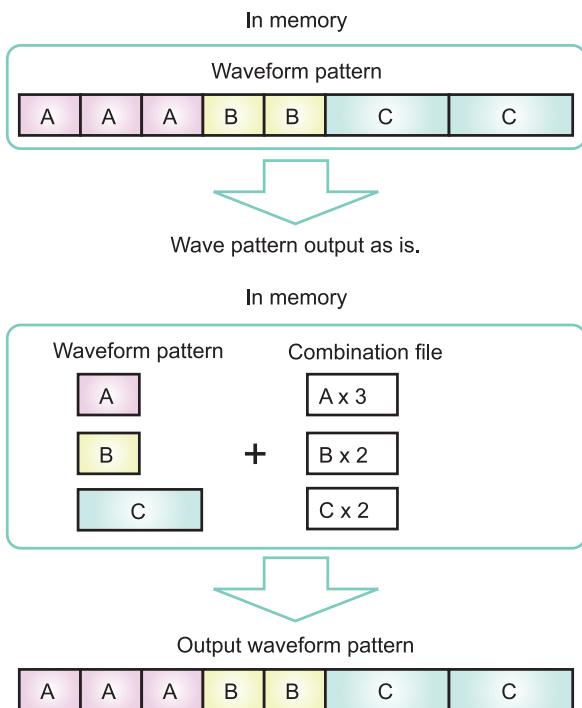 In memory
Waveform pattern
A A A B B C C
Wave pattern output as is.
In memory
Waveform pattern Combination file
A A x 3
B + B x 2
C C x 2
Output waveform pattern
A A A B B C C